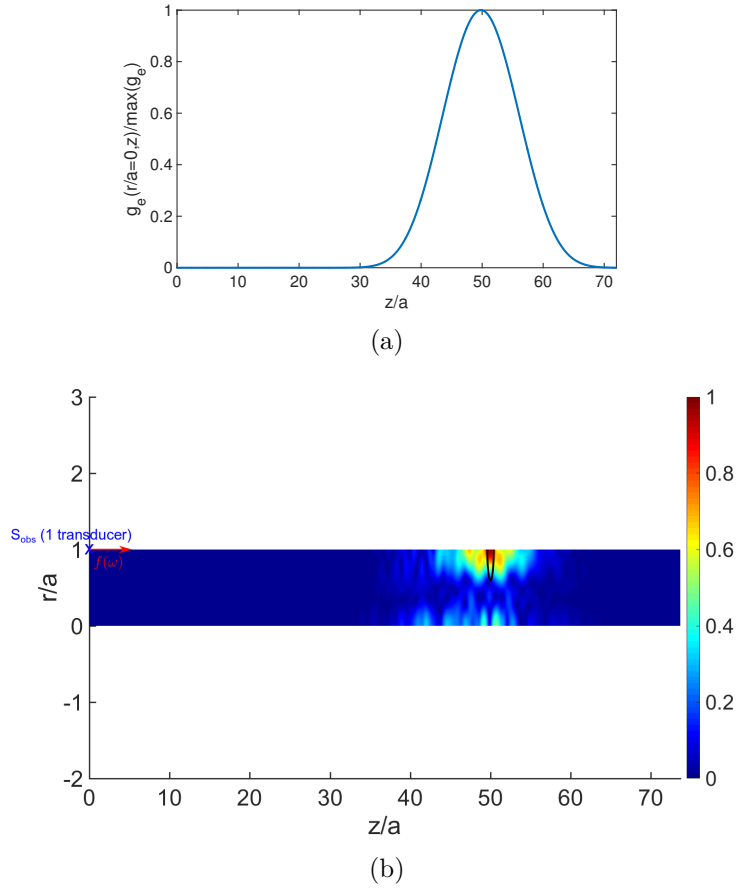 1
0.8
0.6
0.4
0.2
0
g_e(r/a=0,z)/max(g_e)
0 10 20 30 40 50 60 70
z/a
(a)
3
2
1
0
-1
-2
r/a
S_obs (1 transducer)
f(ω)
0 10 20 30 40 50 60 70
z/a
1
0.8
0.6
0.4
0.2
0
(b)